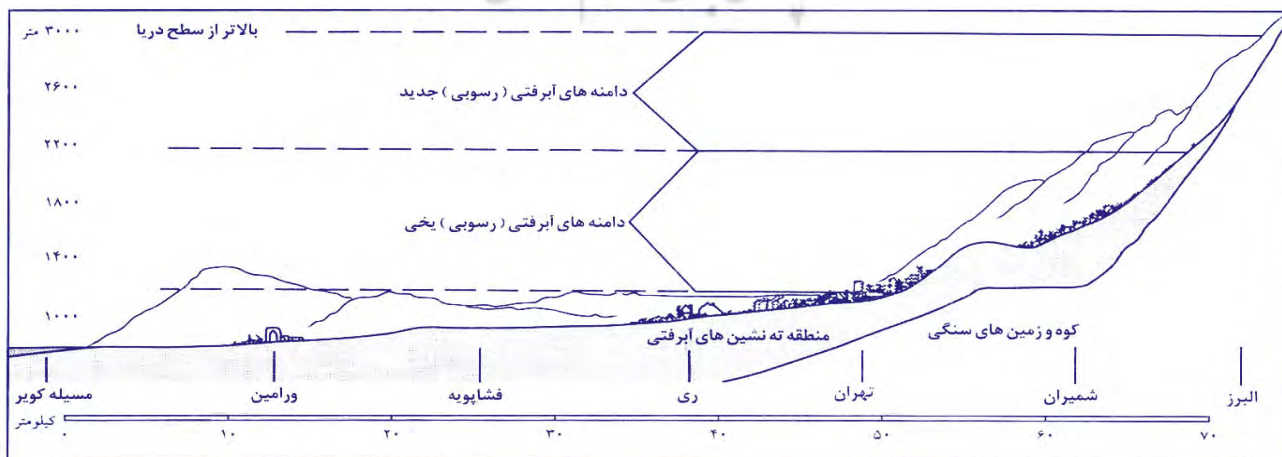 ۳۰۰۰ متر
بالاتر از سطح دریا
۲۶۰۰
دامنه های آبرفتی ( رسوبی ) جدید
۲۲۰۰
۱۸۰۰
دامنه های آبرفتی ( رسوبی ) یخی
۱۴۰۰
۱۰۰۰
منطقه ته نشین های آبرفتی
کوه و زمین های سنگی
البرز
شمیران
تهران
ری
فشاپویه
ورامین
مسیله کویر
کیلومتر
۰ ۱۰ ۲۰ ۳۰ ۴۰ ۵۰ ۶۰ ۷۰